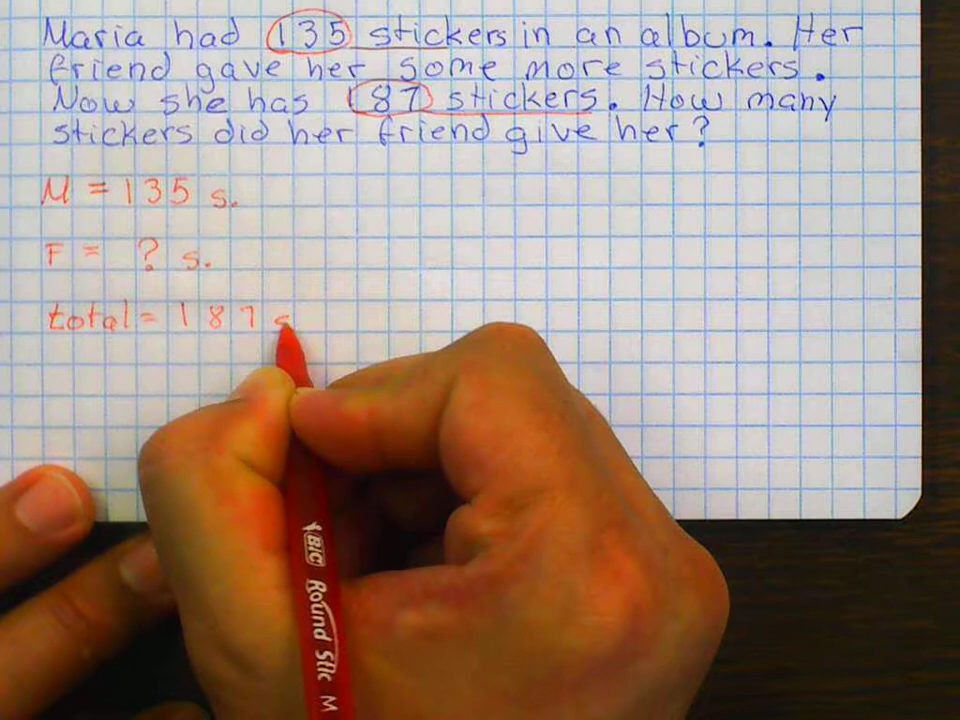 Maria had 135 stickers in an album. Her
friend gave her some more stickers.
Now she has 187 stickers. How many
stickers did her friend give her?
M = 135 s.
F = ? s.
total = 187 s
BIC Round Stic M